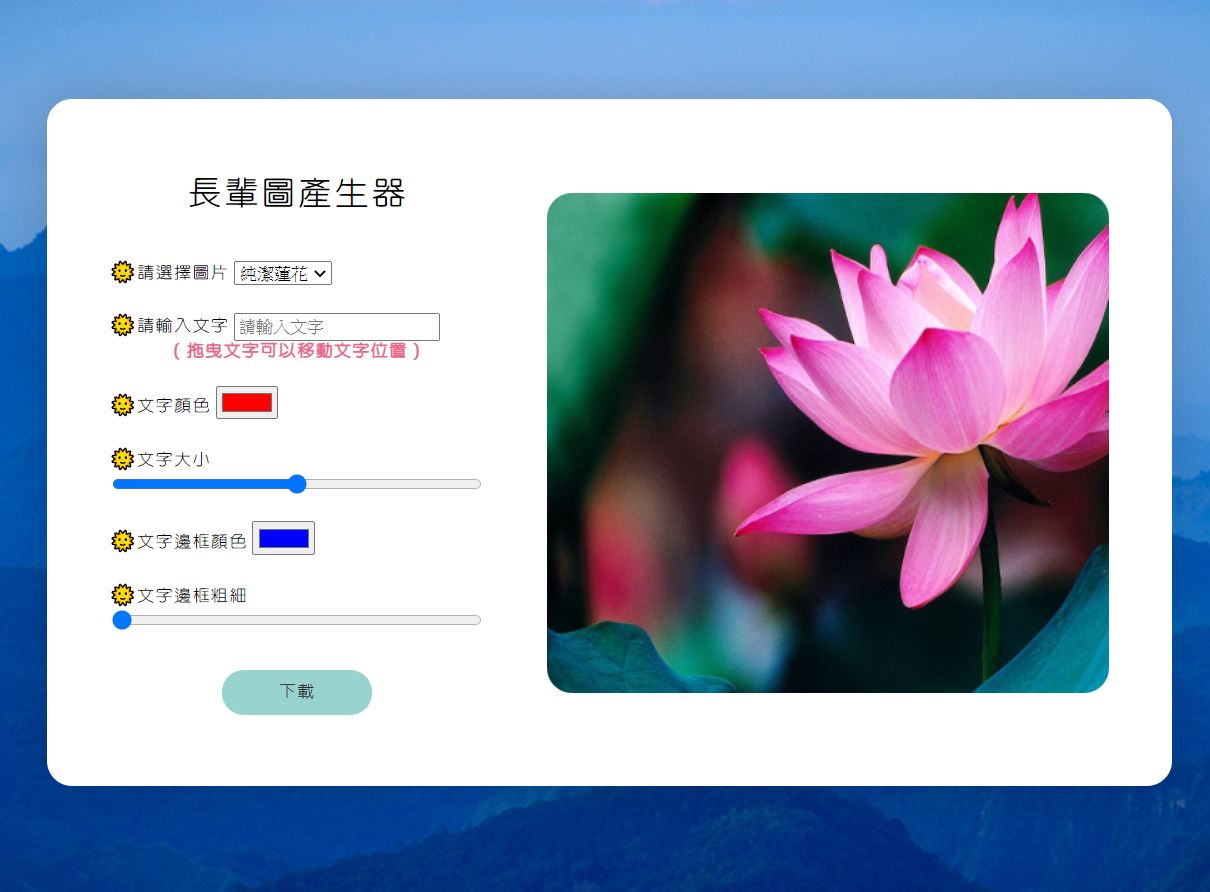 長輩圖產生器
請選擇圖片 純潔蓮花
請輸入文字 請輸入文字
( 拖曳文字可以移動文字位置 )
文字顏色
文字大小
文字邊框顏色
文字邊框粗細
下載